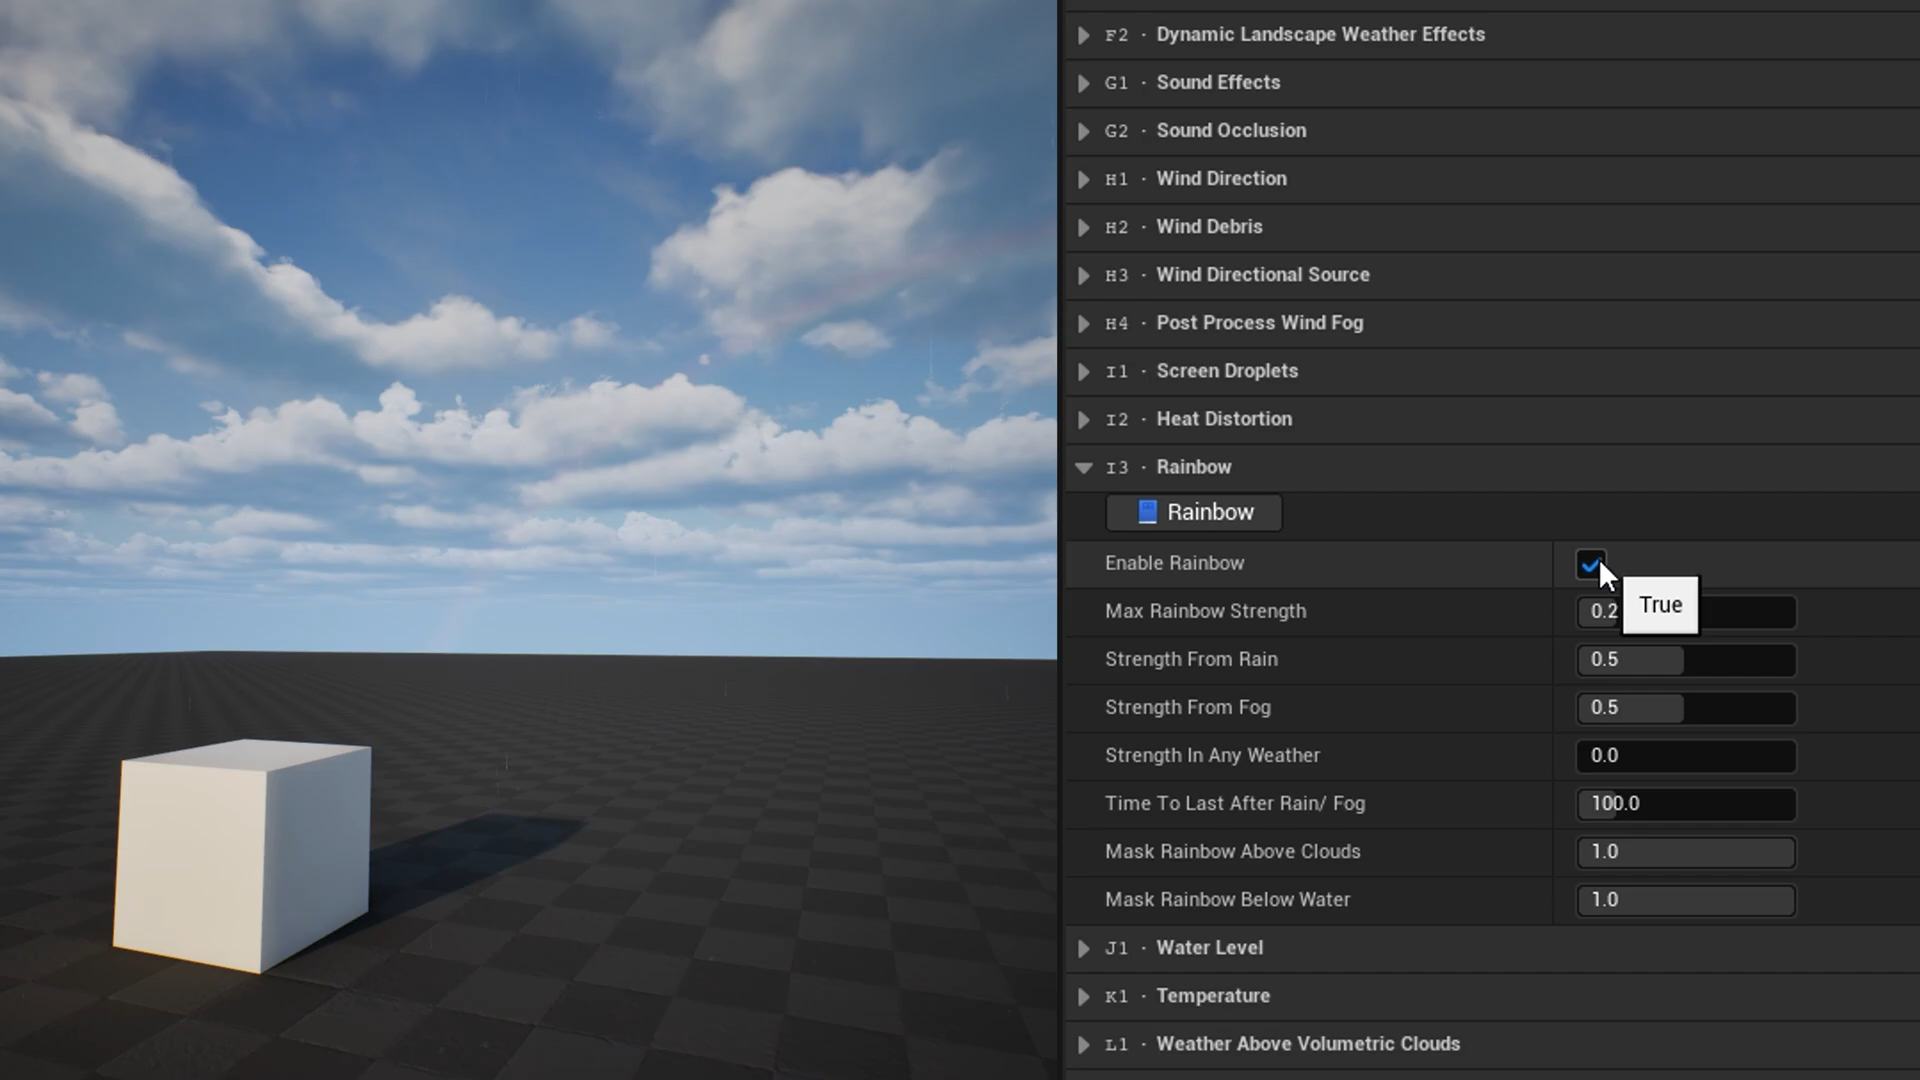 F2 · Dynamic Landscape Weather Effects
G1 · Sound Effects
G2 · Sound Occlusion
H1 · Wind Direction
H2 · Wind Debris
H3 · Wind Directional Source
H4 · Post Process Wind Fog
I1 · Screen Droplets
I2 · Heat Distortion
I3 · Rainbow
Rainbow
Enable Rainbow
True
Max Rainbow Strength 0.2
Strength From Rain 0.5
Strength From Fog 0.5
Strength In Any Weather 0.0
Time To Last After Rain/ Fog 100.0
Mask Rainbow Above Clouds 1.0
Mask Rainbow Below Water 1.0
J1 · Water Level
K1 · Temperature
L1 · Weather Above Volumetric Clouds